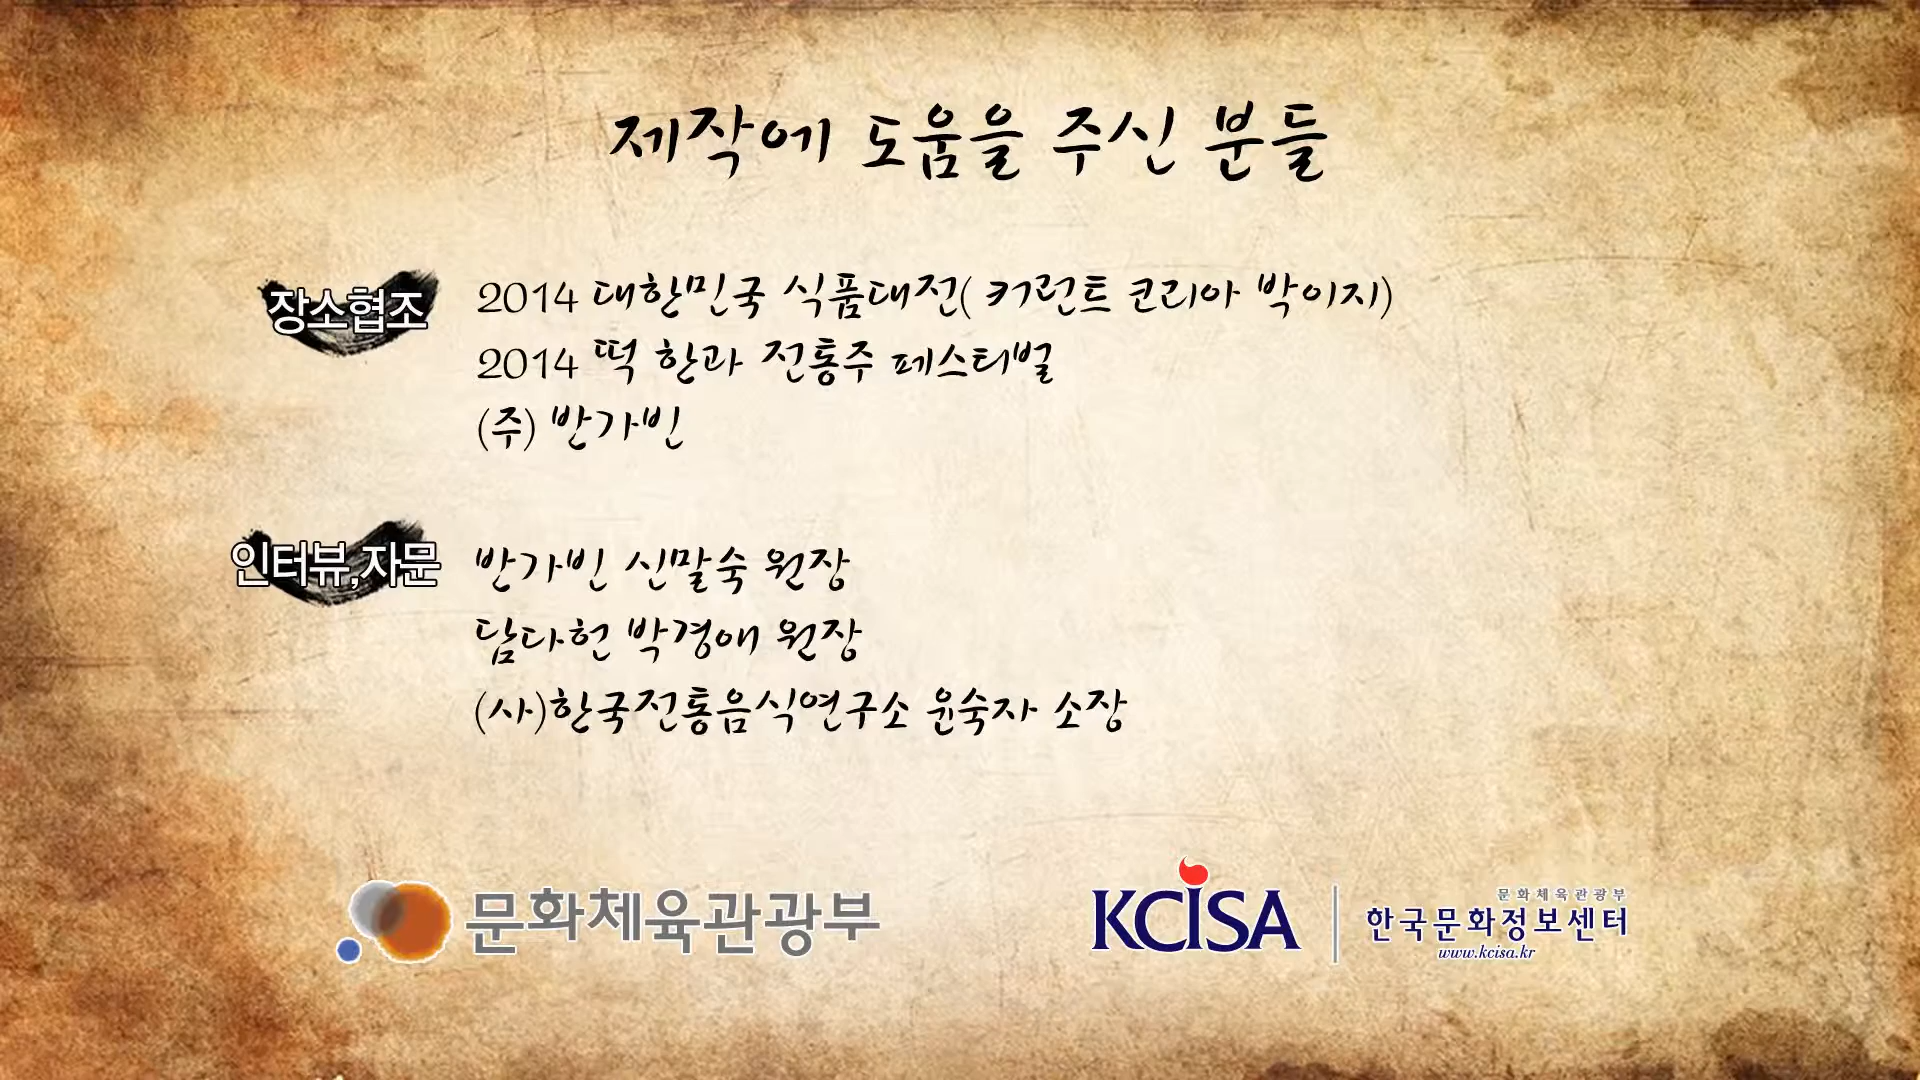 제작에 도움을 주신 분들
장소협조
2014 대한민국 식품대전( 커런트 코리아 박이지)
2014 떡 한과 전통주 페스티벌
(주) 반가빈
인터뷰,자문
반가빈 신말숙 원장
담다헌 박경애 원장
(사)한국전통음식연구소 윤숙자 소장
문화체육관광부
KCISA
문화체육관광부
한국문화정보센터
www.kcisa.kr